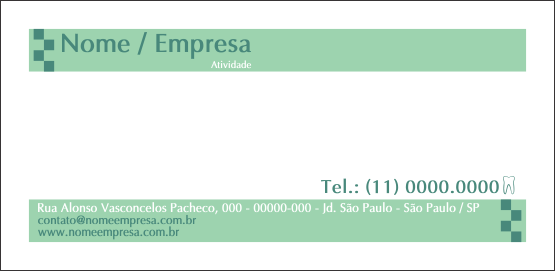 Nome / Empresa
Atividade
Tel.: (11) 0000.0000
Rua Alonso Vasconcelos Pacheco, 000 - 00000-000 - Jd. São Paulo - São Paulo / SP
contato@nomeempresa.com.br
www.nomeempresa.com.br